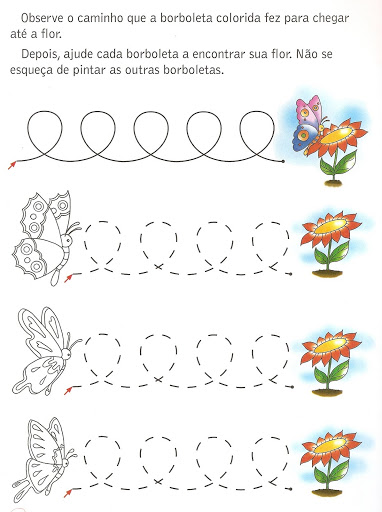 Observe o caminho que a borboleta colorida fez para chegar
até a flor.
Depois, ajude cada borboleta a encontrar sua flor. Não se
esqueça de pintar as outras borboletas.